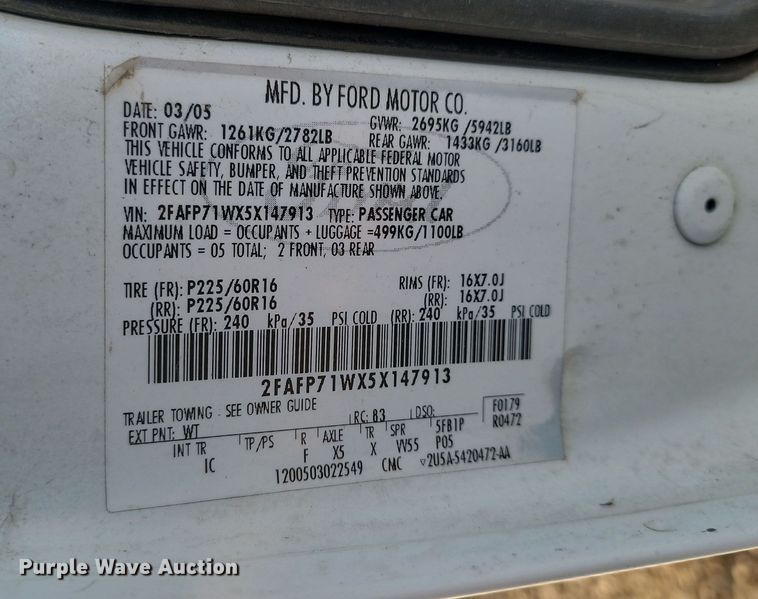 MFD. BY FORD MOTOR CO.
DATE: 03/05 GVWR: 2695KG /5942LB
FRONT GAWR: 1261KG/2782LB REAR GAWR: 1433KG /3160LB
THIS VEHICLE CONFORMS TO ALL APPLICABLE FEDERAL MOTOR
VEHICLE SAFETY, BUMPER, AND THEFT PREVENTION STANDARDS
IN EFFECT ON THE DATE OF MANUFACTURE SHOWN ABOVE.
VIN: 2FAFP71WX5X147913 TYPE: PASSENGER CAR
MAXIMUM LOAD = OCCUPANTS + LUGGAGE =499KG/1100LB
OCCUPANTS = 05 TOTAL; 2 FRONT, 03 REAR
TIRE (FR): P225/60R16 RIMS (FR): 16X7.0J
(RR): P225/60R16 (RR): 16X7.0J
PRESSURE (FR): 240 kPa/35 PSI COLD (RR): 240 kPa/35 PSI COLD
2FAFP71WX5X147913
TRAILER TOWING - SEE OWNER GUIDE
EXT PNT: WT RC: 83 DSO: F0179
R0472
INT TR TP/PS R AXLE TR SPR 5FB1P
IC F X5 X VV55 P05
1200503022549 CMC ▽2U5A-5420472-AA
Purple Wave Auction